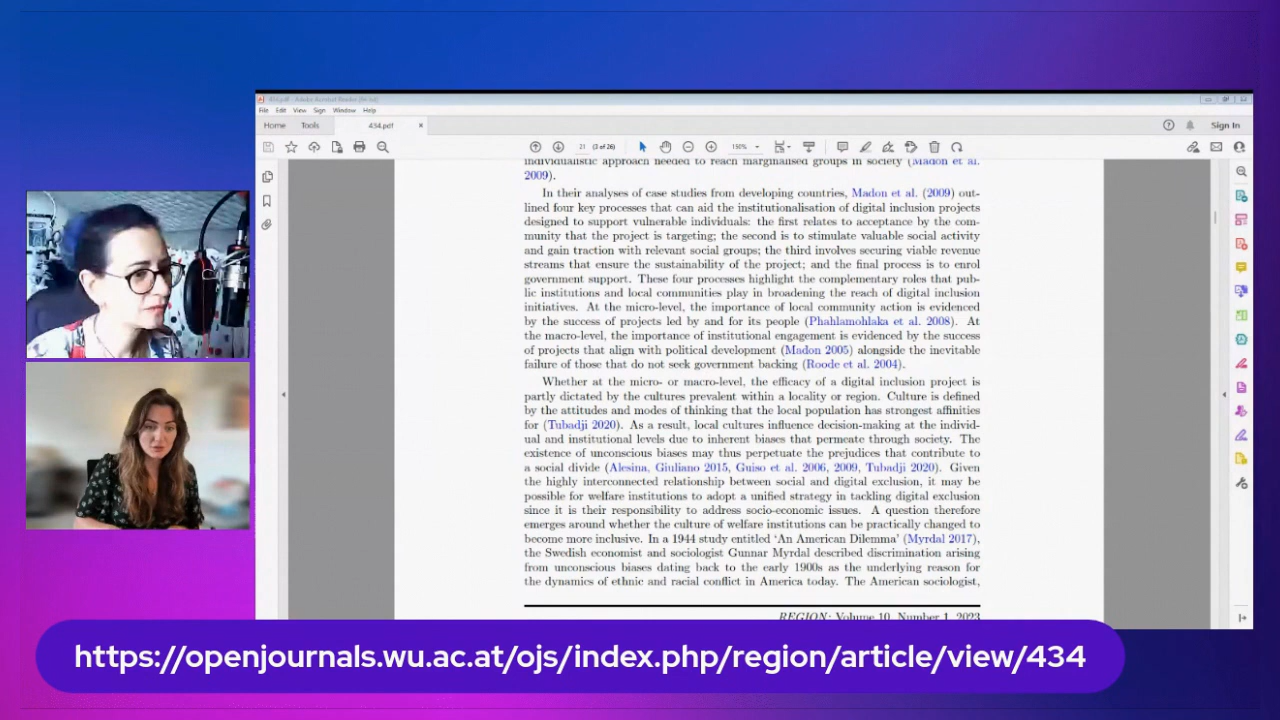 434.pdf - Adobe Acrobat Reader
File Edit View Sign Window Help
Home Tools 434.pdf × Sign In
21 (3 of 26) 150%
individualistic approach needed to reach marginalised groups in society (Madon et al.
2009).
In their analyses of case studies from developing countries, Madon et al. (2009) out-
lined four key processes that can aid the institutionalisation of digital inclusion projects
designed to support vulnerable individuals: the first relates to acceptance by the com-
munity that the project is targeting; the second is to stimulate valuable social activity
and gain traction with relevant social groups; the third involves securing viable revenue
streams that ensure the sustainability of the project; and the final process is to enrol
government support. These four processes highlight the complementary roles that pub-
lic institutions and local communities play in broadening the reach of digital inclusion
initiatives. At the micro-level, the importance of local community action is evidenced
by the success of projects led by and for its people (Phahlamohlaka et al. 2008). At
the macro-level, the importance of institutional engagement is evidenced by the success
of projects that align with political development (Madon 2005) alongside the inevitable
failure of those that do not seek government backing (Roode et al. 2004).
Whether at the micro- or macro-level, the efficacy of a digital inclusion project is
partly dictated by the cultures prevalent within a locality or region. Culture is defined
by the attitudes and modes of thinking that the local population has strongest affinities
for (Tubadji 2020). As a result, local cultures influence decision-making at the individ-
ual and institutional levels due to inherent biases that permeate through society. The
existence of unconscious biases may thus perpetuate the prejudices that contribute to
a social divide (Alesina, Giuliano 2015, Guiso et al. 2006, 2009, Tubadji 2020). Given
the highly interconnected relationship between social and digital exclusion, it may be
possible for welfare institutions to adopt a unified strategy in tackling digital exclusion
since it is their responsibility to address socio-economic issues. A question therefore
emerges around whether the culture of welfare institutions can be practically changed to
become more inclusive. In a 1944 study entitled ‘An American Dilemma’ (Myrdal 2017),
the Swedish economist and sociologist Gunnar Myrdal described discrimination arising
from unconscious biases dating back to the early 1900s as the underlying reason for
the dynamics of ethnic and racial conflict in America today. The American sociologist,
REGION: Volume 10, Number 1, 2023
https://openjournals.wu.ac.at/ojs/index.php/region/article/view/434